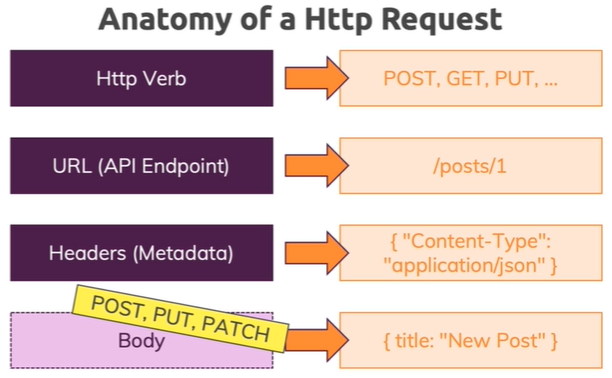 Anatomy of a Http Request
Http Verb
POST, GET, PUT, ...
URL (API Endpoint)
/posts/1
Headers (Metadata)
{ "Content-Type":
"application/json" }
POST, PUT, PATCH
Body
{ title: "New Post" }